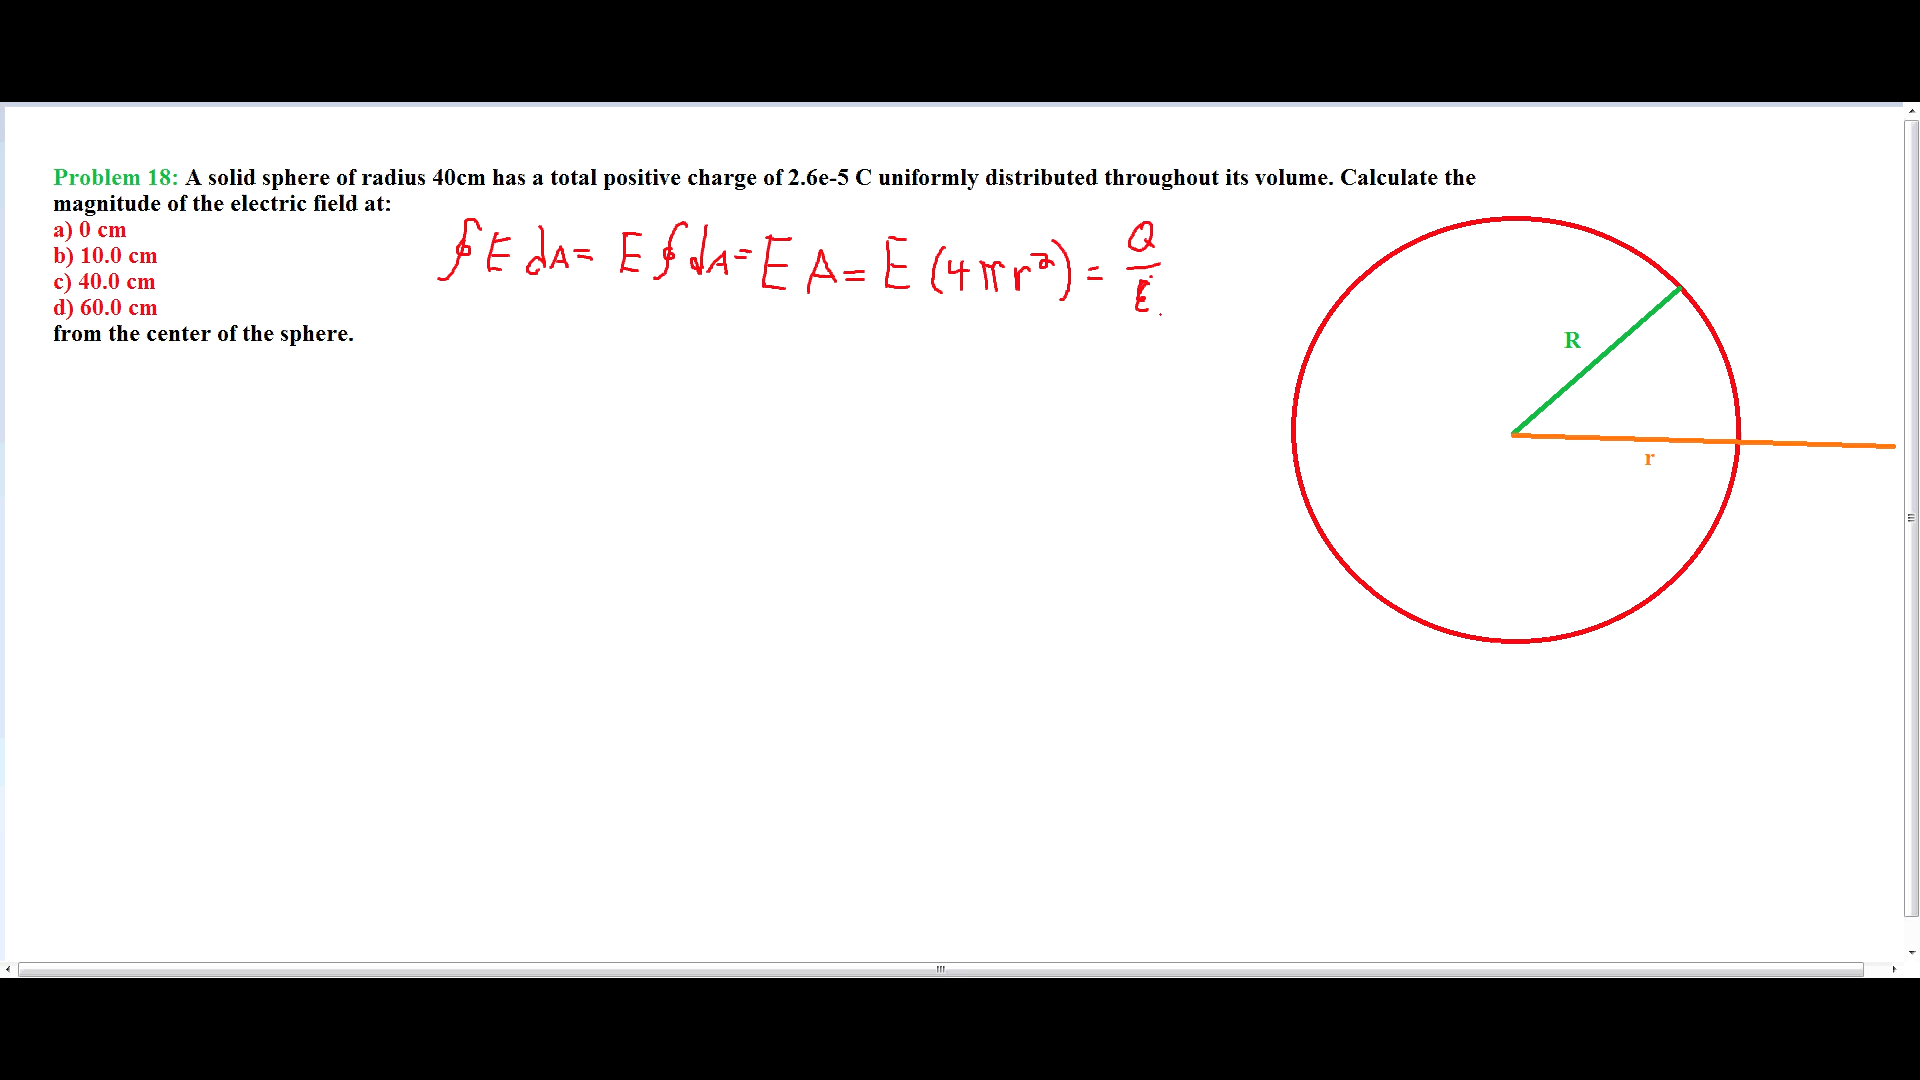 Problem 18: A solid sphere of radius 40cm has a total positive charge of 2.6e-5 C uniformly distributed throughout its volume. Calculate the
magnitude of the electric field at:
a) 0 cm
b) 10.0 cm
c) 40.0 cm
d) 60.0 cm
from the center of the sphere.
∮ E dA = E ∮ dA = E A = E (4πr²) = Q/ε
R
r